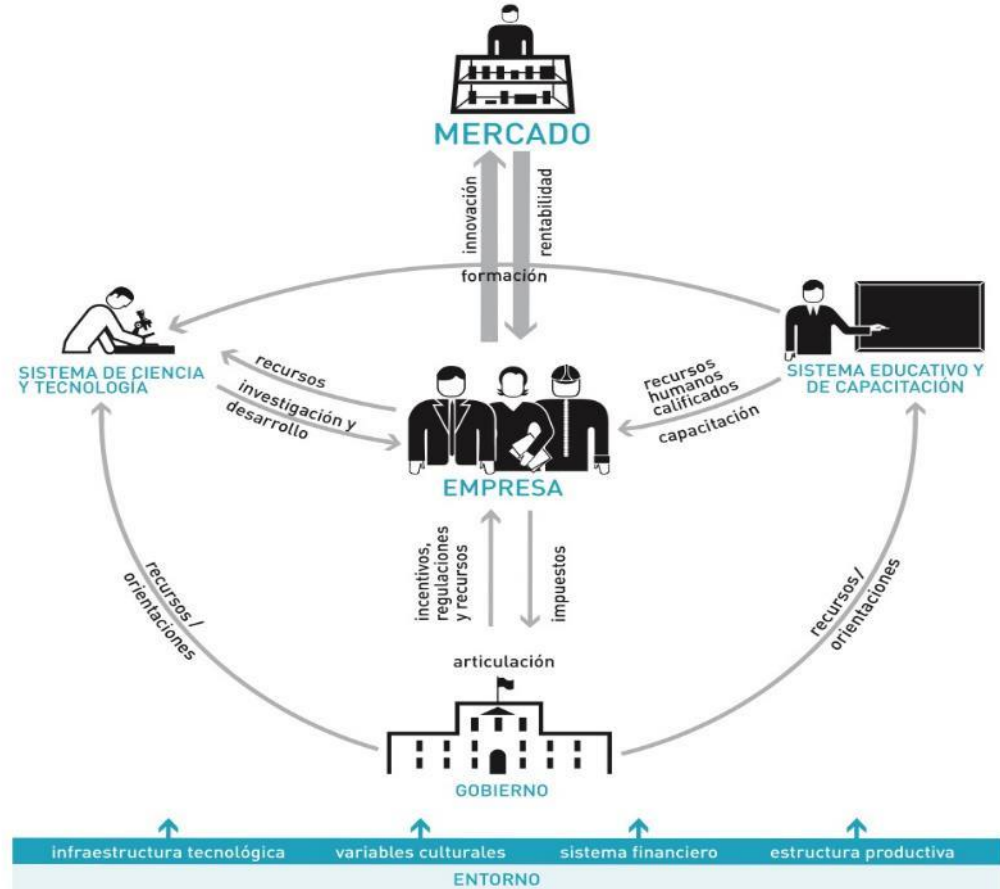 MERCADO
innovación
rentabilidad
formación
SISTEMA DE CIENCIA
Y TECNOLOGÍA
recursos
investigación y
desarrollo
recursos
humanos
calificados
capacitación
SISTEMA EDUCATIVO Y
DE CAPACITACIÓN
EMPRESA
incentivos,
regulaciones
y recursos
impuestos
recursos /
orientaciones
recursos /
orientaciones
articulación
GOBIERNO
infraestructura tecnológica
variables culturales
sistema financiero
estructura productiva
ENTORNO